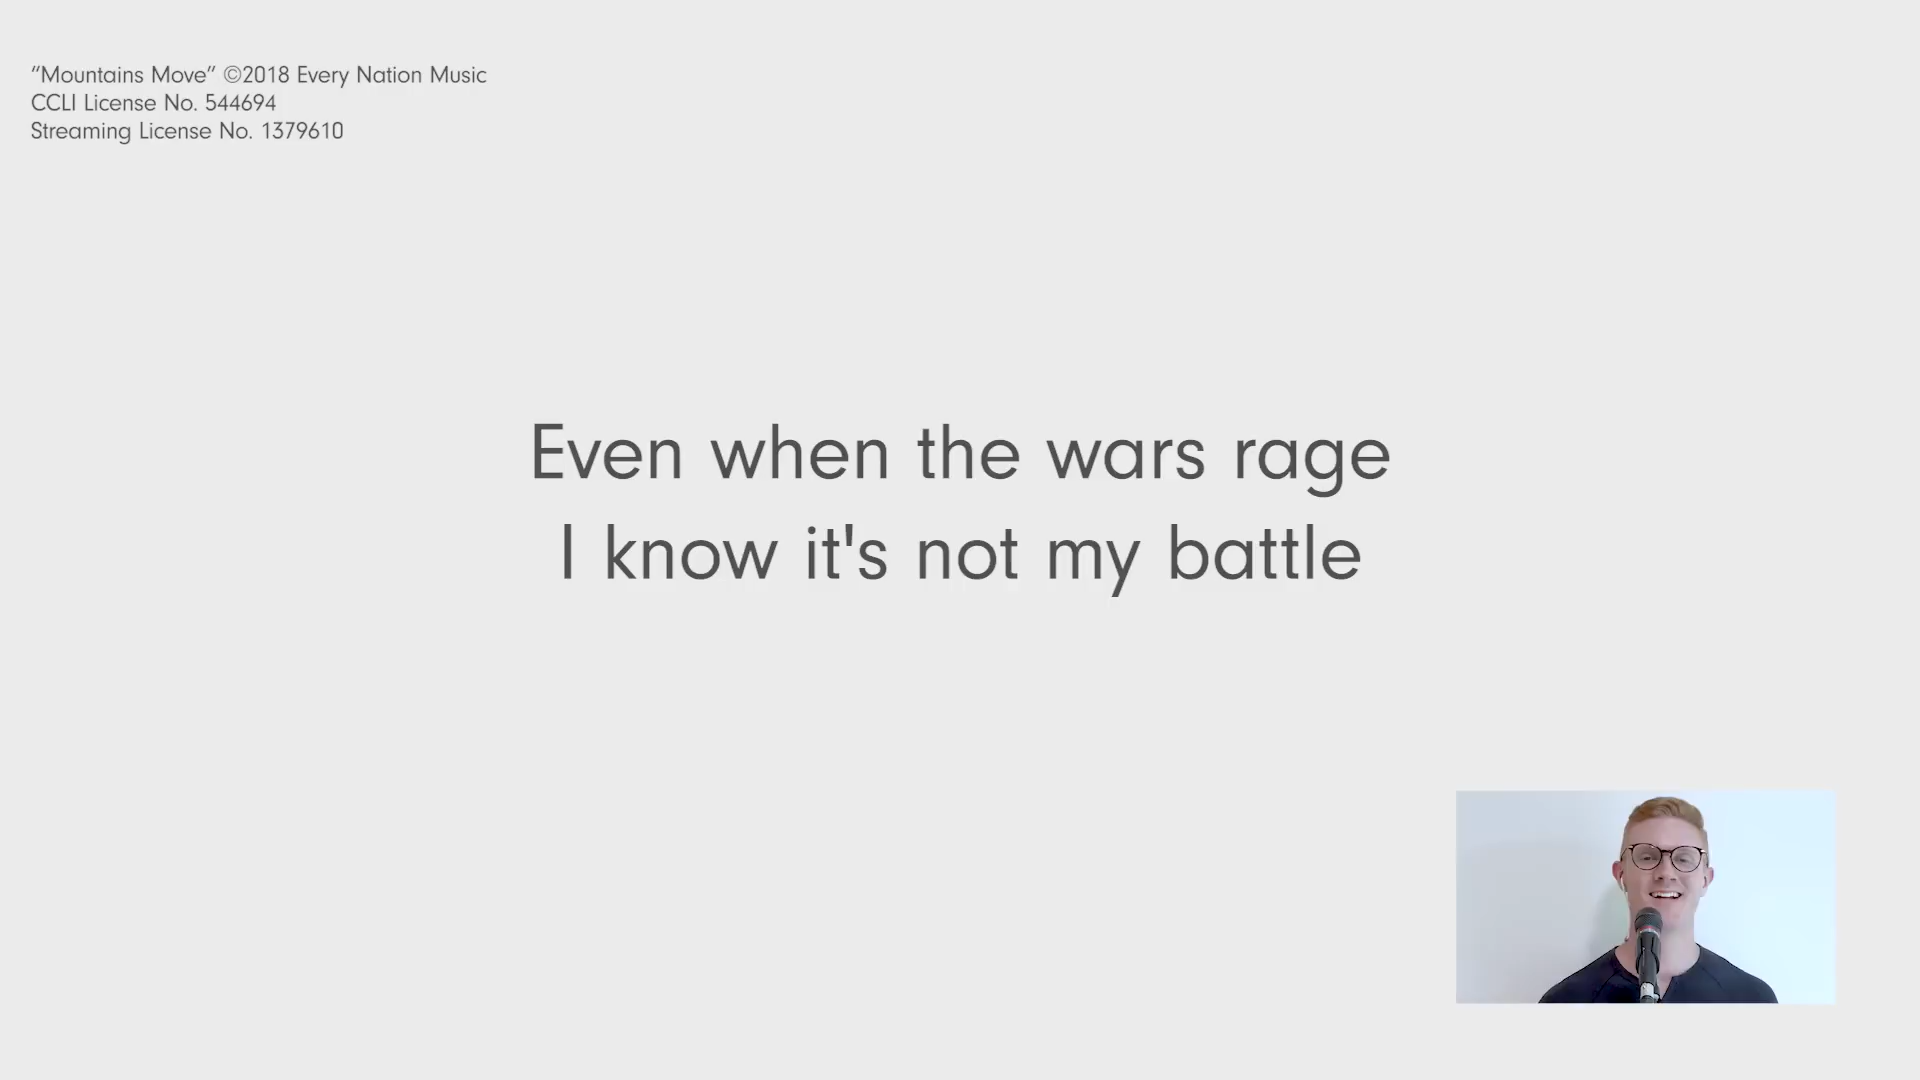 “Mountains Move” ©2018 Every Nation Music
CCLI License No. 544694
Streaming License No. 1379610
Even when the wars rage
I know it's not my battle